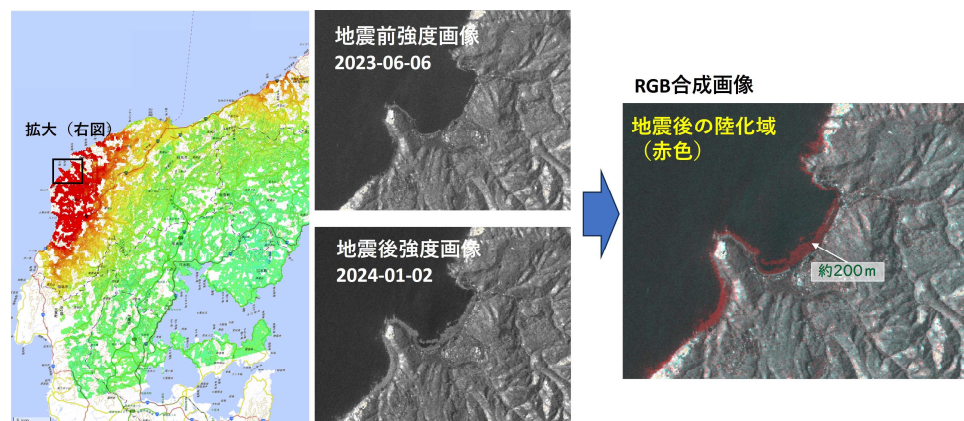 拡大（右図）
地震前強度画像
2023-06-06
地震後強度画像
2024-01-02
RGB合成画像
地震後の陸化域
（赤色）
約200ｍ